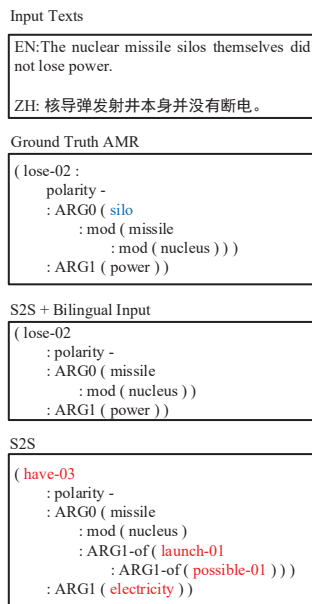 Input Texts
EN:The nuclear missile silos themselves did
not lose power.
ZH: 核导弹发射井本身并没有断电。
Ground Truth AMR
( lose-02 :
polarity -
: ARG0 ( silo
: mod ( missile
: mod ( nucleus ) ) )
: ARG1 ( power ) )
S2S + Bilingual Input
( lose-02
: polarity -
: ARG0 ( missile
: mod ( nucleus ) )
: ARG1 ( power ) )
S2S
( have-03
: polarity -
: ARG0 ( missile
: mod ( nucleus )
: ARG1-of ( launch-01
: ARG1-of ( possible-01 ) ) )
: ARG1 ( electricity ) )